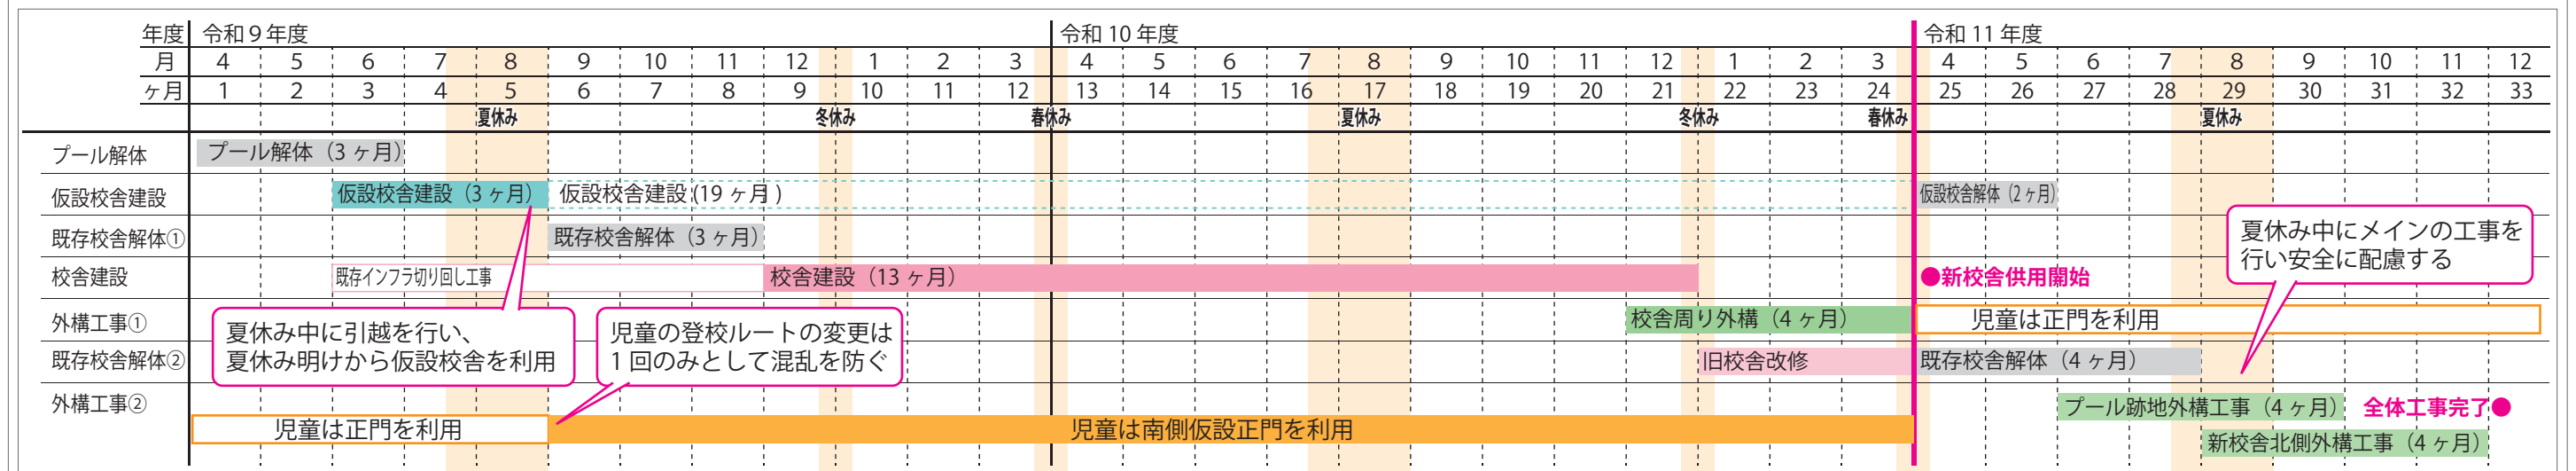 年度 令和9年度 令和10年度 令和11年度
月 4 5 6 7 8 9 10 11 12 1 2 3 4 5 6 7 8 9 10 11 12 1 2 3 4 5 6 7 8 9 10 11 12
ヶ月 1 2 3 4 5 6 7 8 9 10 11 12 13 14 15 16 17 18 19 20 21 22 23 24 25 26 27 28 29 30 31 32 33
夏休み 冬休み 春休み 夏休み 冬休み 春休み 夏休み
プール解体 プール解体（3ヶ月）
仮設校舎建設 仮設校舎建設（3ヶ月） 仮設校舎建設(19ヶ月) 仮設校舎解体（2ヶ月）
既存校舎解体① 既存校舎解体（3ヶ月）
夏休み中にメインの工事を
行い安全に配慮する
校舎建設 既存インフラ切り回し工事 校舎建設（13ヶ月） ●新校舎供用開始
外構工事① 校舎周り外構（4ヶ月） 児童は正門を利用
夏休み中に引越を行い、
夏休み明けから仮設校舎を利用
児童の登校ルートの変更は
1回のみとして混乱を防ぐ
既存校舎解体② 旧校舎改修 既存校舎解体（4ヶ月）
外構工事② プール跡地外構工事（4ヶ月） 全体工事完了●
児童は正門を利用 児童は南側仮設正門を利用
新校舎北側外構工事（4ヶ月）